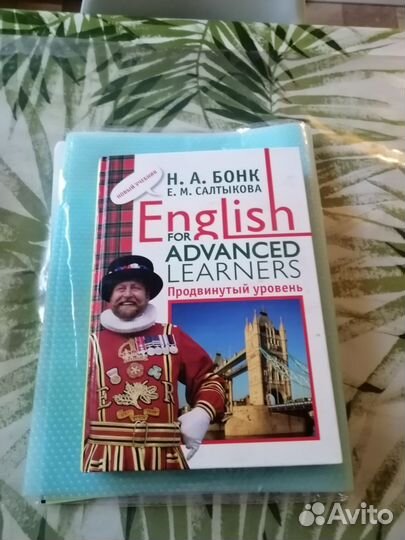 НОВЫЙ УЧЕБНИК
Н. А. БОНК
Е. М. САЛТЫКОВА
English
FOR
ADVANCED
LEARNERS
Продвинутый уровень
E R
Avito